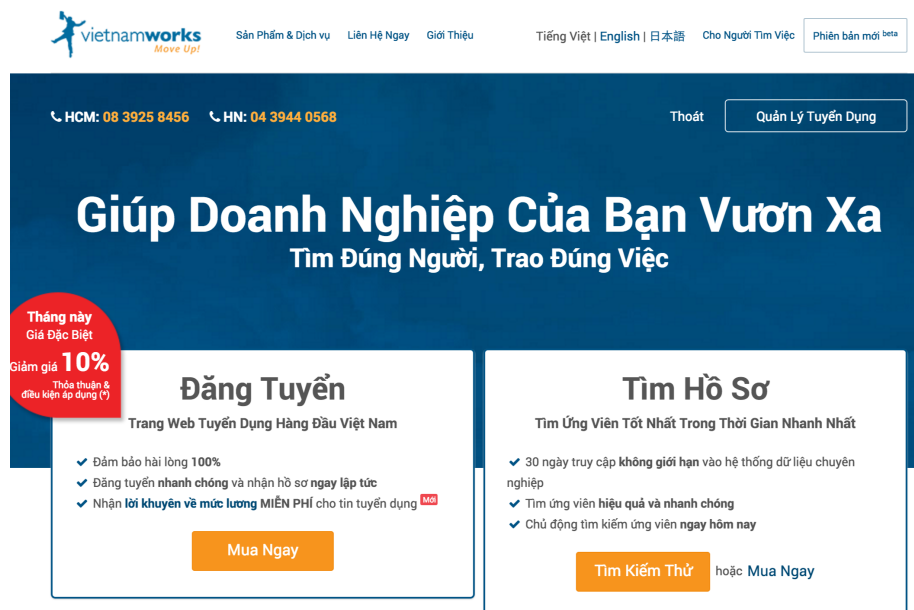 vietnamworks
Move Up!
Sản Phẩm & Dịch vụ Liên Hệ Ngay Giới Thiệu
Tiếng Việt | English | 日本語 Cho Người Tìm Việc Phiên bản mới beta
HCM: 08 3925 8456 HN: 04 3944 0568
Thoát Quản Lý Tuyển Dụng
Giúp Doanh Nghiệp Của Bạn Vươn Xa
Tìm Đúng Người, Trao Đúng Việc
Tháng này
Giá Đặc Biệt
Giảm giá 10%
Thỏa thuận &
điều kiện áp dụng (*)
Đăng Tuyển
Trang Web Tuyển Dụng Hàng Đầu Việt Nam
Đảm bảo hài lòng 100%
Đăng tuyển nhanh chóng và nhận hồ sơ ngay lập tức
Nhận lời khuyên về mức lương MIỄN PHÍ cho tin tuyển dụng Mới
Mua Ngay
Tìm Hồ Sơ
Tìm Ứng Viên Tốt Nhất Trong Thời Gian Nhanh Nhất
30 ngày truy cập không giới hạn vào hệ thống dữ liệu chuyên
nghiệp
Tìm ứng viên hiệu quả và nhanh chóng
Chủ động tìm kiếm ứng viên ngay hôm nay
Tìm Kiếm Thử hoặc Mua Ngay